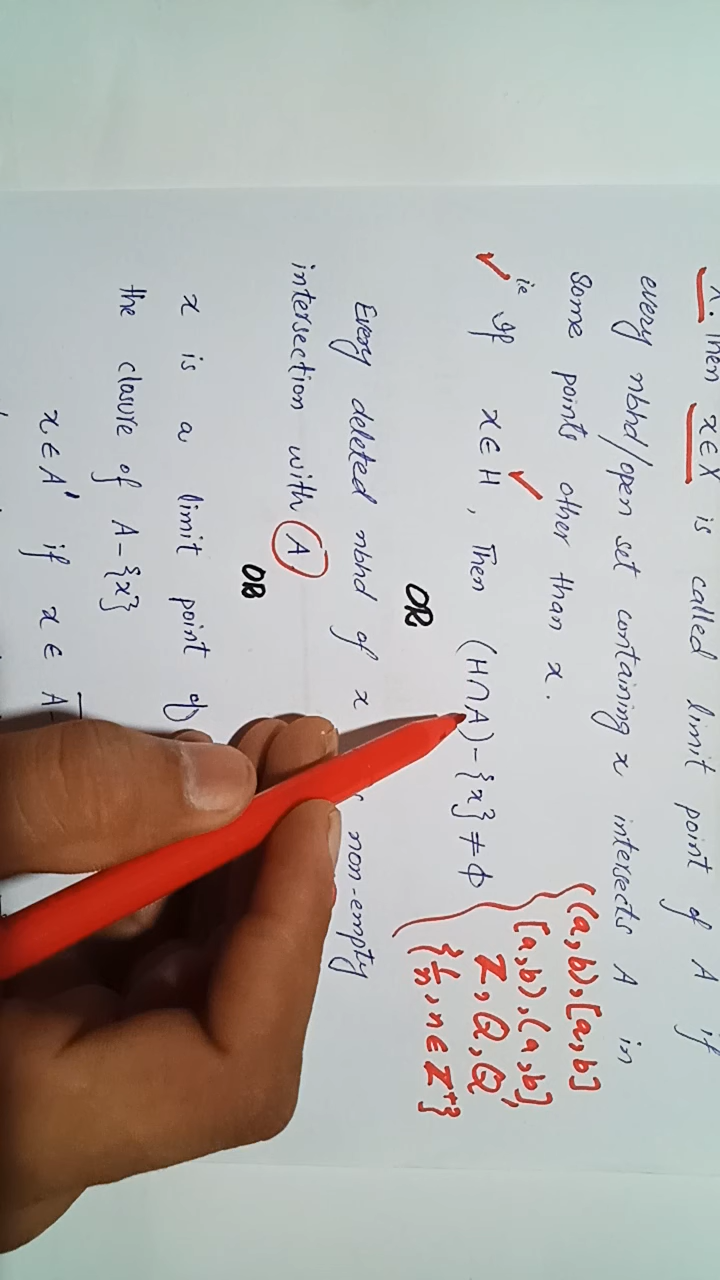 Then x∈X is called limit point of A if
every nbhd/open set containing x intersects A in
some points other than x.
ie if x∈H, Then (H∩A)-{x}≠Φ
OR
Every deleted nbhd of x non-empty
intersection with A
OR
x is a limit point of
the closure of A-{x}
x∈A' if x∈ A-
(a,b),[a,b]
[a,b),(a,b]
Z,Q,Q'
{1/n, n∈Z⁺}